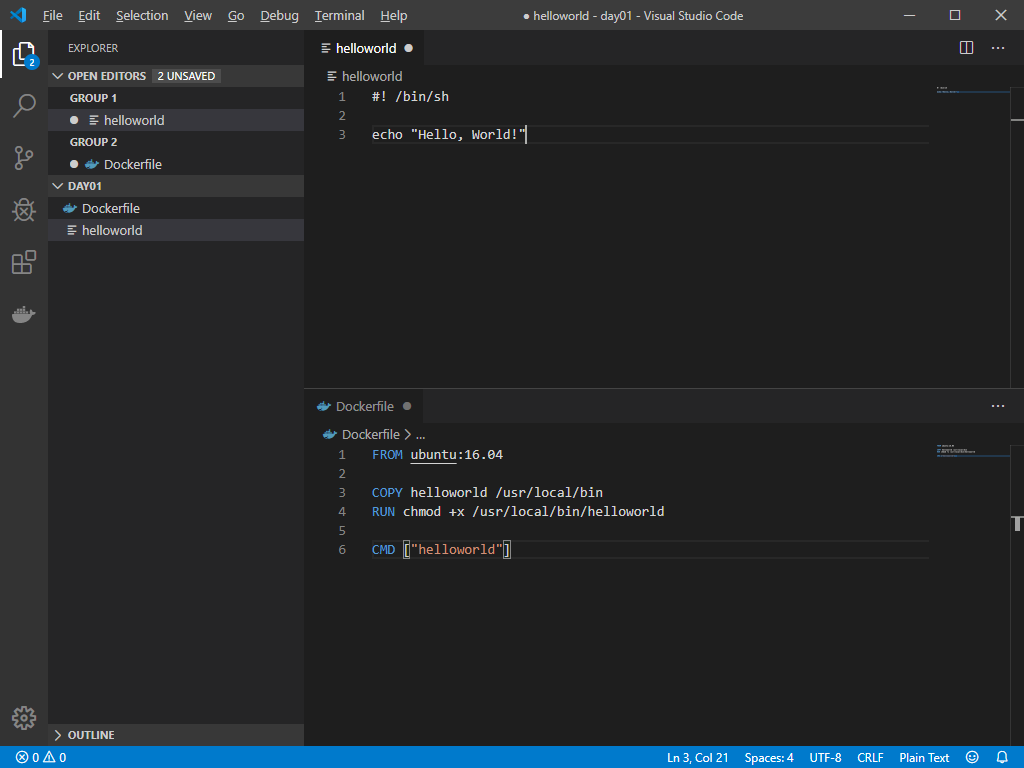 File Edit Selection View Go Debug Terminal Help ● helloworld - day01 - Visual Studio Code
EXPLORER
2
OPEN EDITORS 2 UNSAVED
GROUP 1
helloworld
GROUP 2
Dockerfile
DAY01
Dockerfile
helloworld
OUTLINE
helloworld
helloworld
1 #! /bin/sh
2
3 echo "Hello, World!"
Dockerfile
Dockerfile > ...
1 FROM ubuntu:16.04
2
3 COPY helloworld /usr/local/bin
4 RUN chmod +x /usr/local/bin/helloworld
5
6 CMD ["helloworld"]
0 0 Ln 3, Col 21 Spaces: 4 UTF-8 CRLF Plain Text